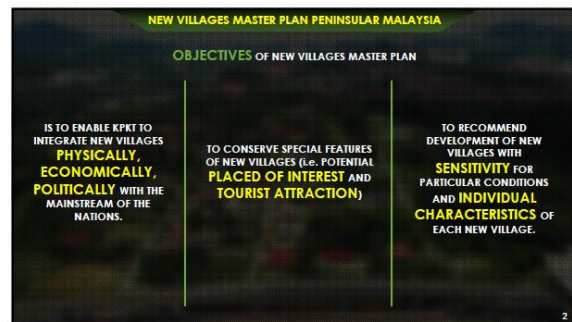 NEW VILLAGES MASTER PLAN PENINSULAR MALAYSIA
OBJECTIVES OF NEW VILLAGES MASTER PLAN
IS TO ENABLE KPKT TO
INTEGRATE NEW VILLAGES
PHYSICALLY,
ECONOMICALLY,
POLITICALLY WITH THE
MAINSTREAM OF THE
NATIONS.
TO CONSERVE SPECIAL FEATURES
OF NEW VILLAGES (i.e. POTENTIAL
PLACED OF INTEREST AND
TOURIST ATTRACTION)
TO RECOMMEND
DEVELOPMENT OF NEW
VILLAGES WITH
SENSITIVITY FOR
PARTICULAR CONDITIONS
AND INDIVIDUAL
CHARACTERISTICS OF
EACH NEW VILLAGE.
2